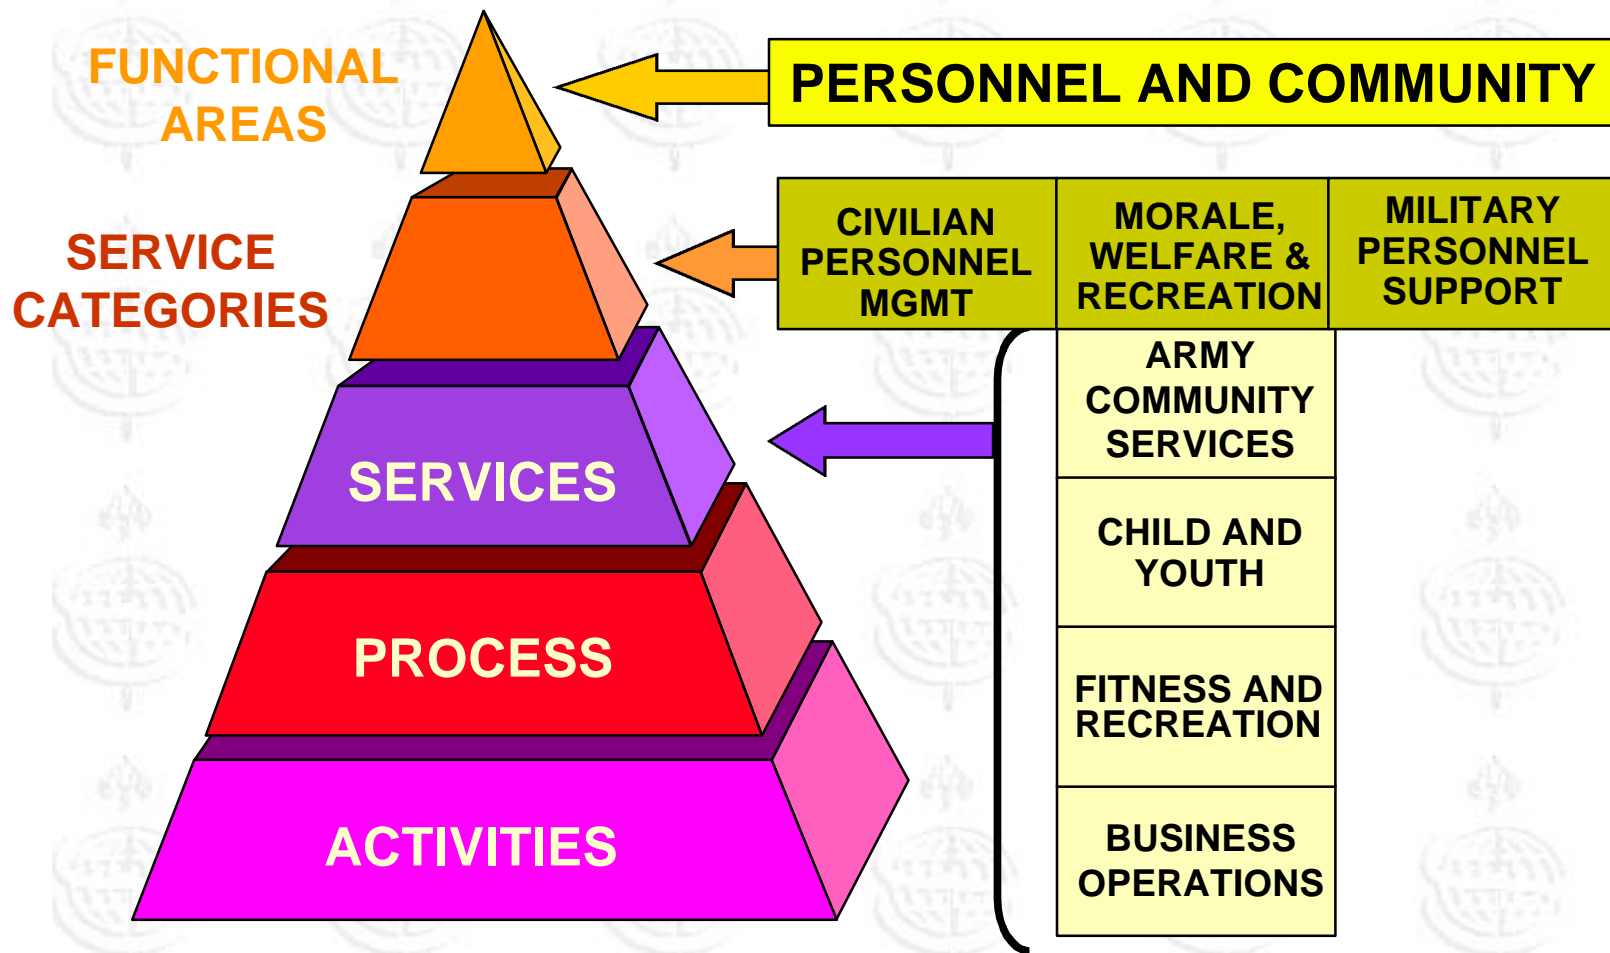 FUNCTIONAL
AREAS
PERSONNEL AND COMMUNITY
SERVICE
CATEGORIES
CIVILIAN
PERSONNEL
MGMT
MORALE,
WELFARE &
RECREATION
MILITARY
PERSONNEL
SUPPORT
SERVICES
ARMY
COMMUNITY
SERVICES
CHILD AND
YOUTH
PROCESS
FITNESS AND
RECREATION
ACTIVITIES
BUSINESS
OPERATIONS